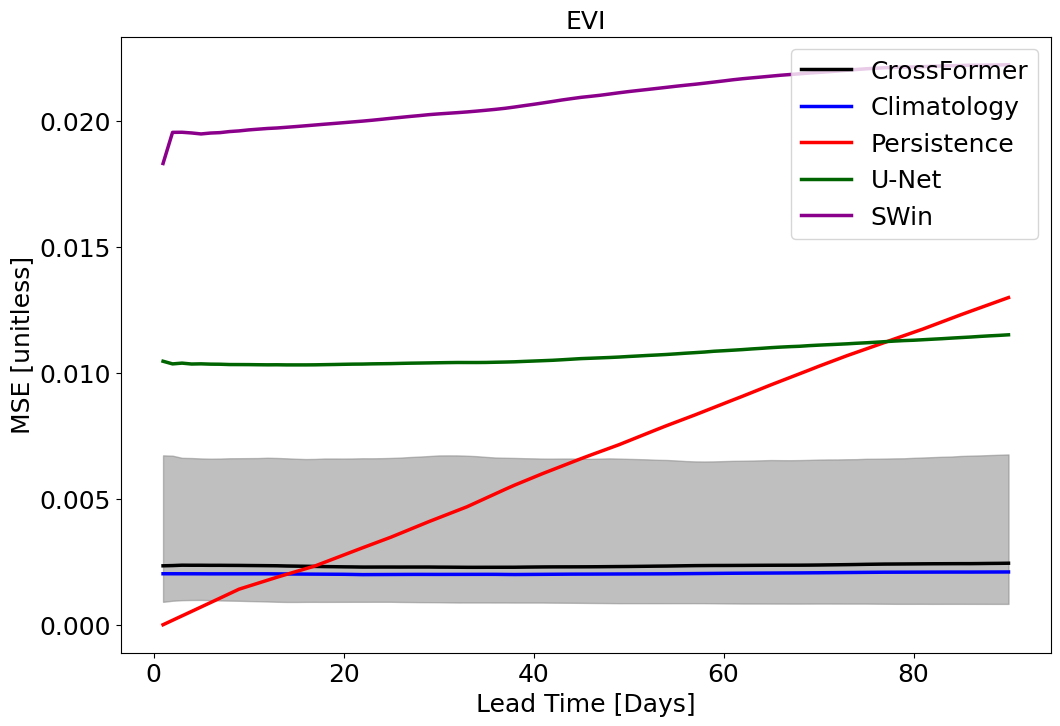 EVI
MSE [unitless]
0.020
0.015
0.010
0.005
0.000
CrossFormer
Climatology
Persistence
U-Net
SWin
0 20 40 60 80
Lead Time [Days]